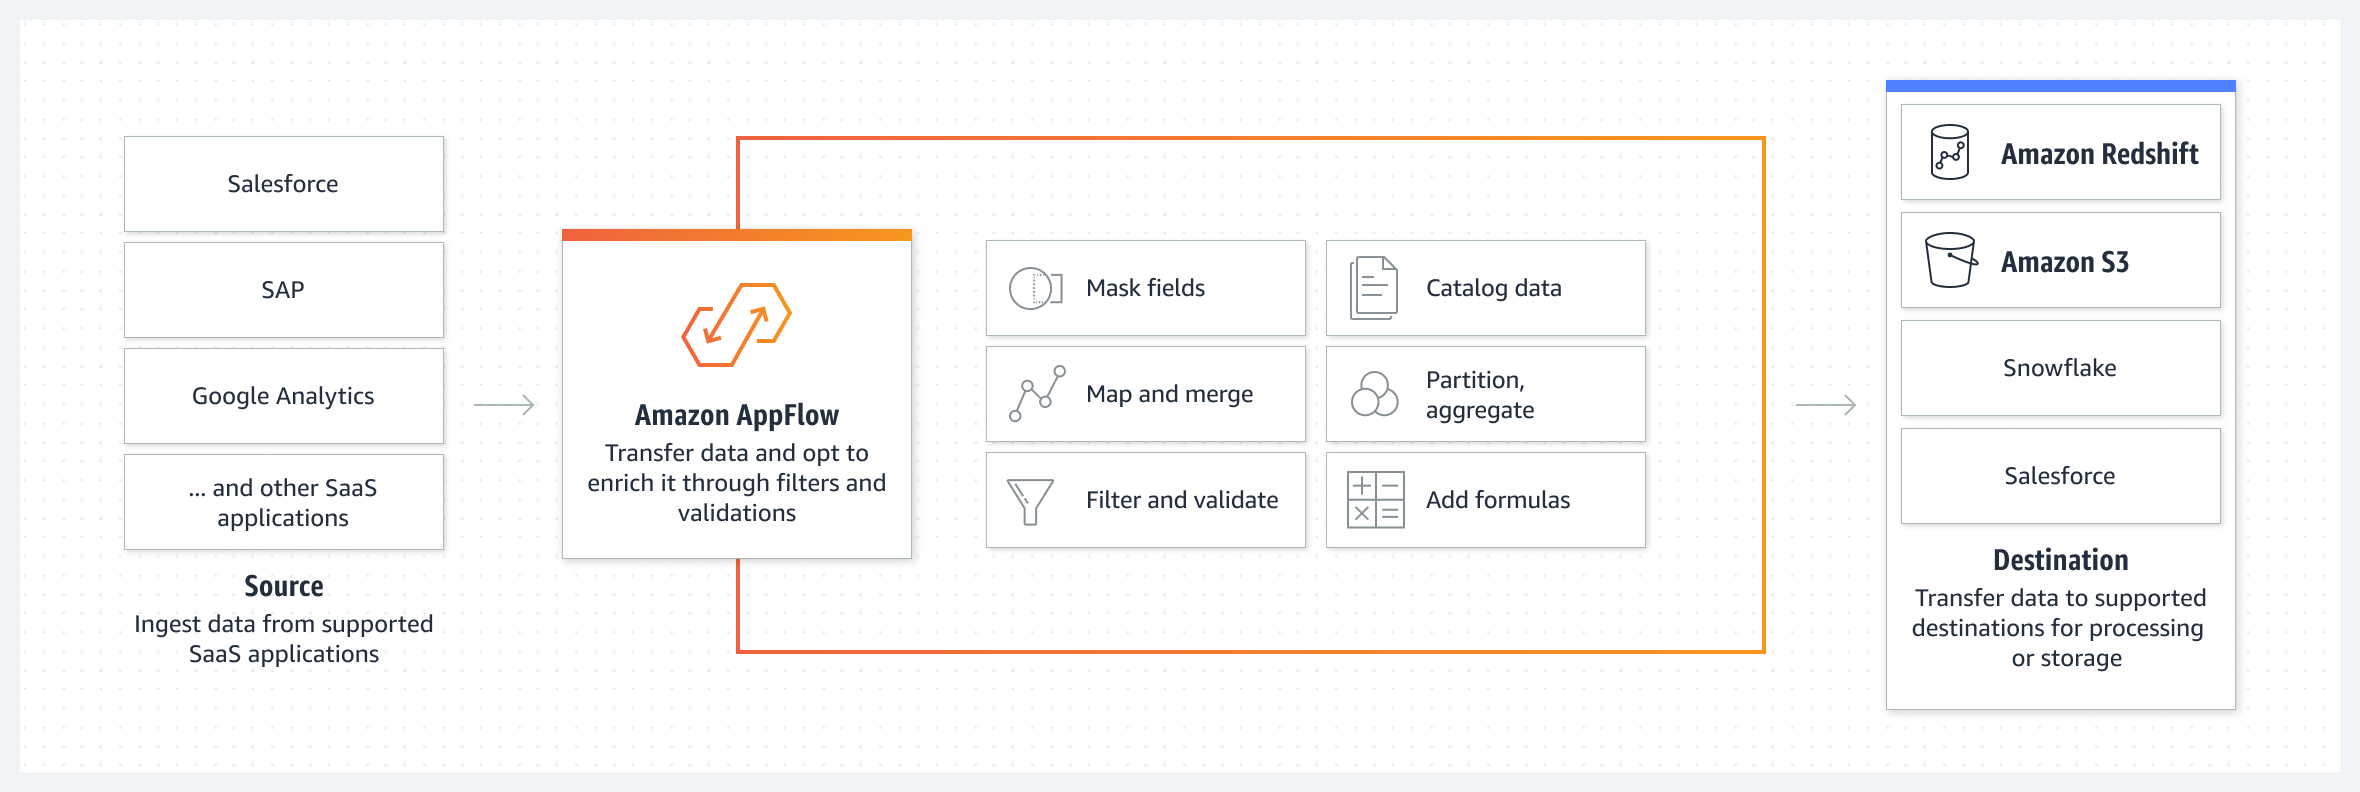 Salesforce
SAP
Google Analytics
... and other SaaS
applications
Source
Ingest data from supported
SaaS applications
Amazon AppFlow
Transfer data and opt to
enrich it through filters and
validations
Mask fields
Catalog data
Map and merge
Partition,
aggregate
Filter and validate
Add formulas
Amazon Redshift
Amazon S3
Snowflake
Salesforce
Destination
Transfer data to supported
destinations for processing
or storage